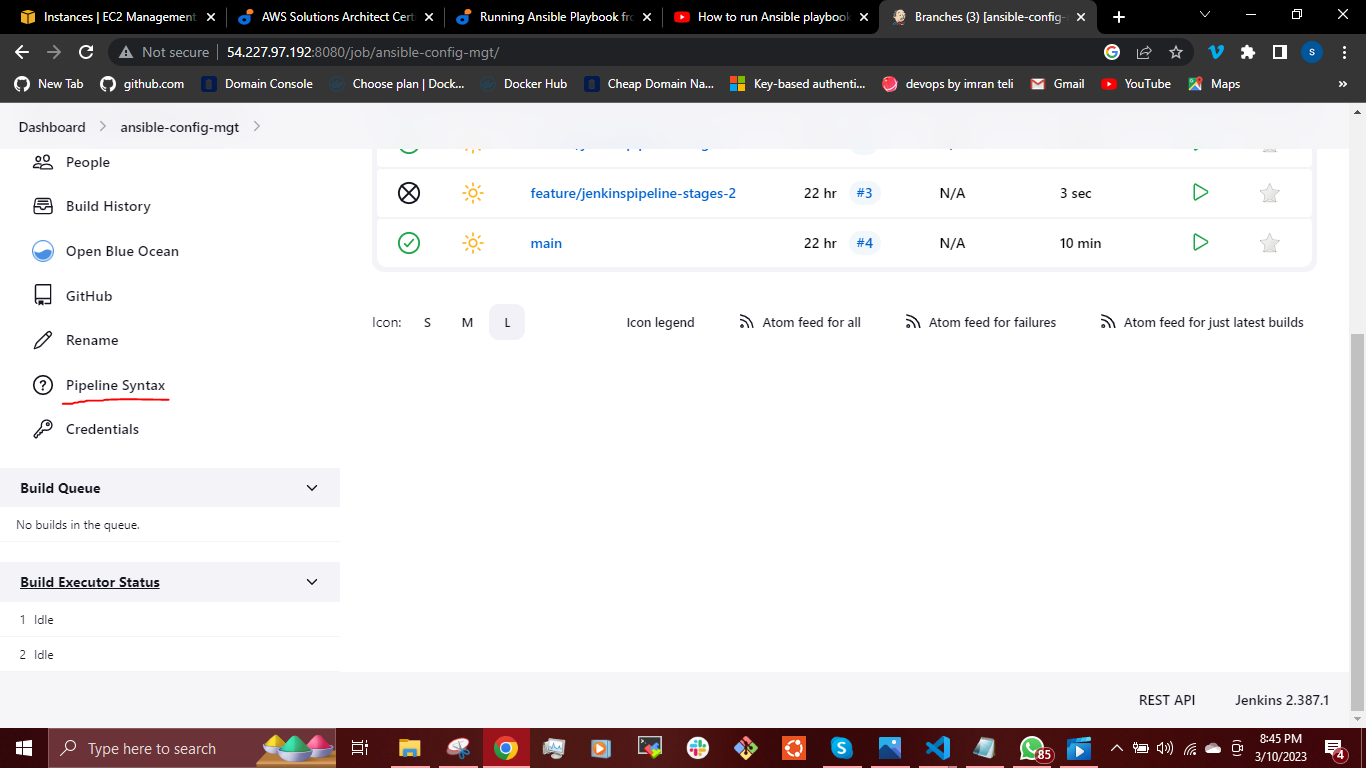 Instances | EC2 Management
AWS Solutions Architect Certi
Running Ansible Playbook fro
How to run Ansible playbook
Branches (3) [ansible-config-
Not secure
54.227.97.192:8080/job/ansible-config-mgt/
s
New Tab
github.com
Domain Console
Choose plan | Dock...
Docker Hub
Cheap Domain Na...
Key-based authenti...
devops by imran teli
Gmail
YouTube
Maps
»
Dashboard
ansible-config-mgt
People
Build History
Open Blue Ocean
GitHub
Rename
Pipeline Syntax
Credentials
feature/jenkinspipeline-stages-2 22 hr #3 N/A 3 sec
main 22 hr #4 N/A 10 min
Icon: S M L
Icon legend
Atom feed for all
Atom feed for failures
Atom feed for just latest builds
Build Queue
No builds in the queue.
Build Executor Status
1 Idle
2 Idle
REST API
Jenkins 2.387.1
Type here to search
85
8:45 PM
3/10/2023
4